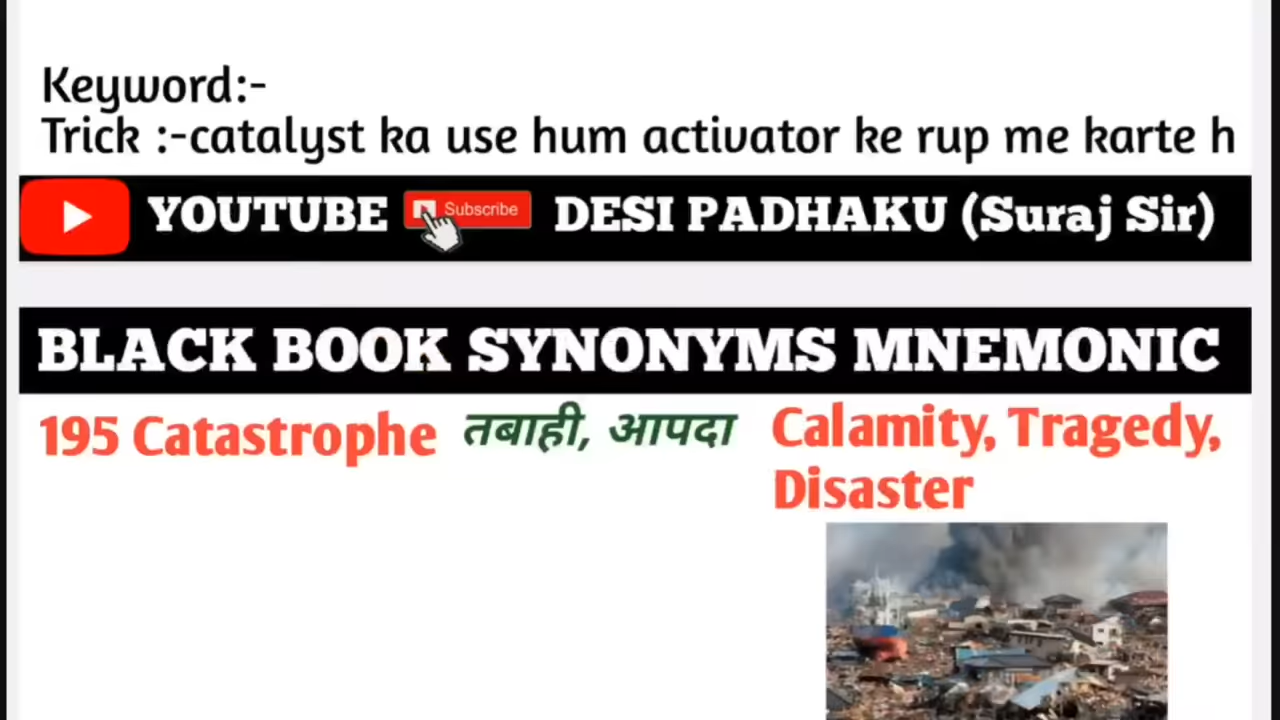 Keyword:-
Trick :-catalyst ka use hum activator ke rup me karte h
YOUTUBE Subscribe DESI PADHAKU (Suraj Sir)
BLACK BOOK SYNONYMS MNEMONIC
195 Catastrophe तबाही, आपदा Calamity, Tragedy,
Disaster